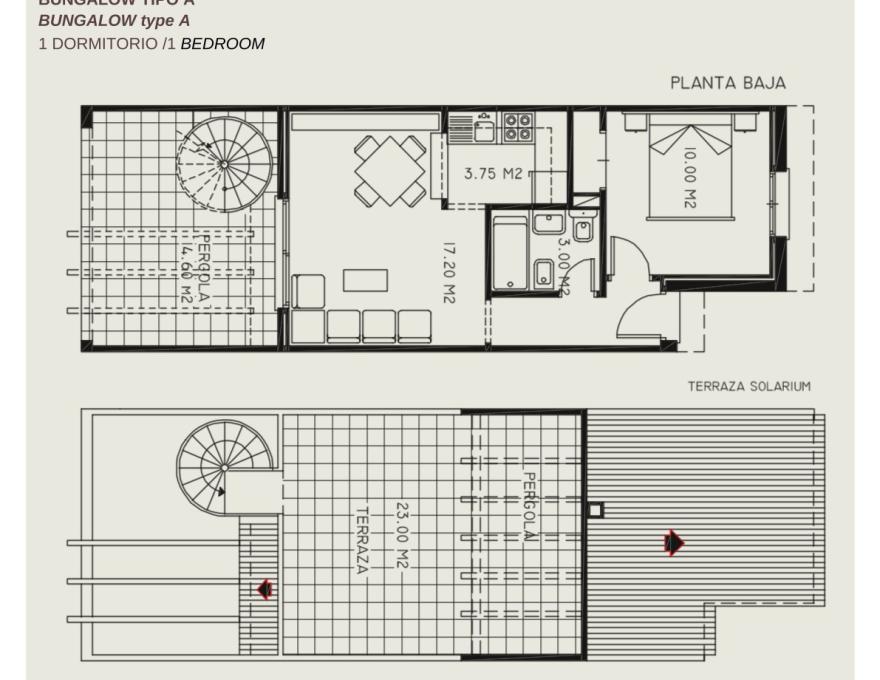 BUNGALOW TIPO A
BUNGALOW type A
1 DORMITORIO /1 BEDROOM
PLANTA BAJA
3.75 M2
10.00 M2
3.00 M2
17.20 M2
PERGOLA
14.60 M2
TERRAZA SOLARIUM
PERGOLA
23.00 M2
TERRAZA